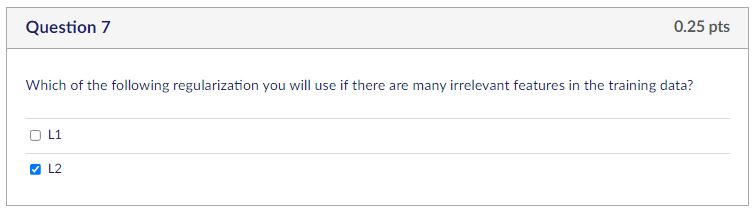 Question 7 0.25 pts
Which of the following regularization you will use if there are many irrelevant features in the training data?
L1
L2